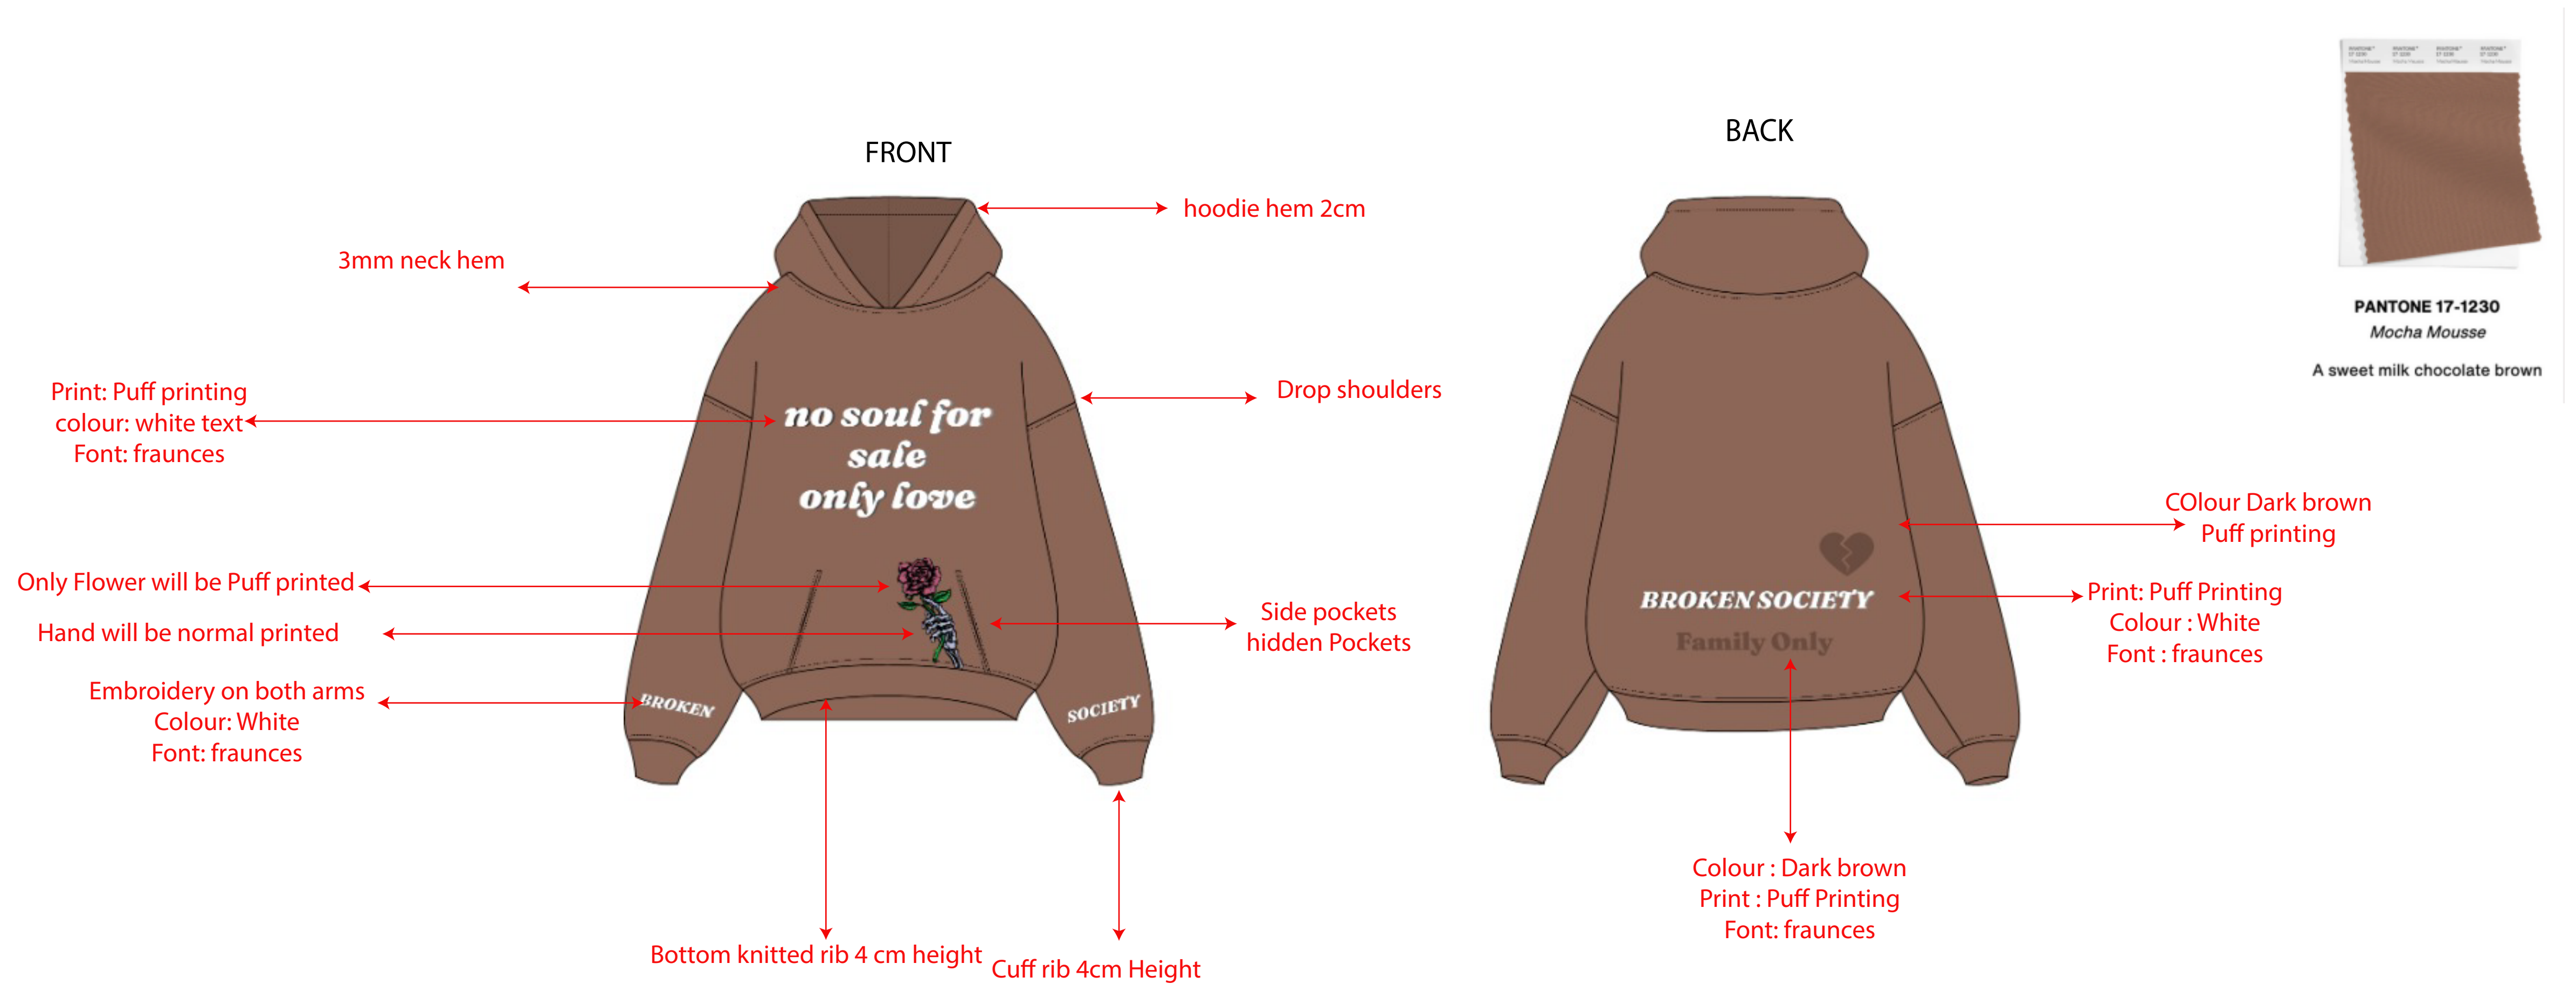 FRONT
BACK
hoodie hem 2cm
3mm neck hem
Print: Puff printing
colour: white text
Font: fraunces
Drop shoulders
no soul for
sale
only love
Only Flower will be Puff printed
Hand will be normal printed
Side pockets
hidden Pockets
Embroidery on both arms
Colour: White
Font: fraunces
BROKEN
SOCIETY
Bottom knitted rib 4 cm height
Cuff rib 4cm Height
COlour Dark brown
Puff printing
BROKEN SOCIETY
Family Only
Print: Puff Printing
Colour : White
Font : fraunces
Colour : Dark brown
Print : Puff Printing
Font: fraunces
PANTONE 17-1230
Mocha Mousse
A sweet milk chocolate brown